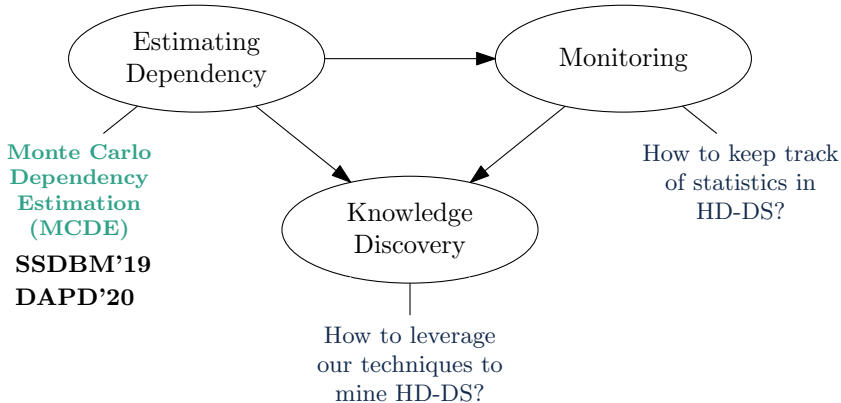 Estimating
Dependency
Monitoring
Monte Carlo
Dependency
Estimation
(MCDE)
SSDBM'19
DAPD'20
How to keep track
of statistics in
HD-DS?
Knowledge
Discovery
How to leverage
our techniques to
mine HD-DS?